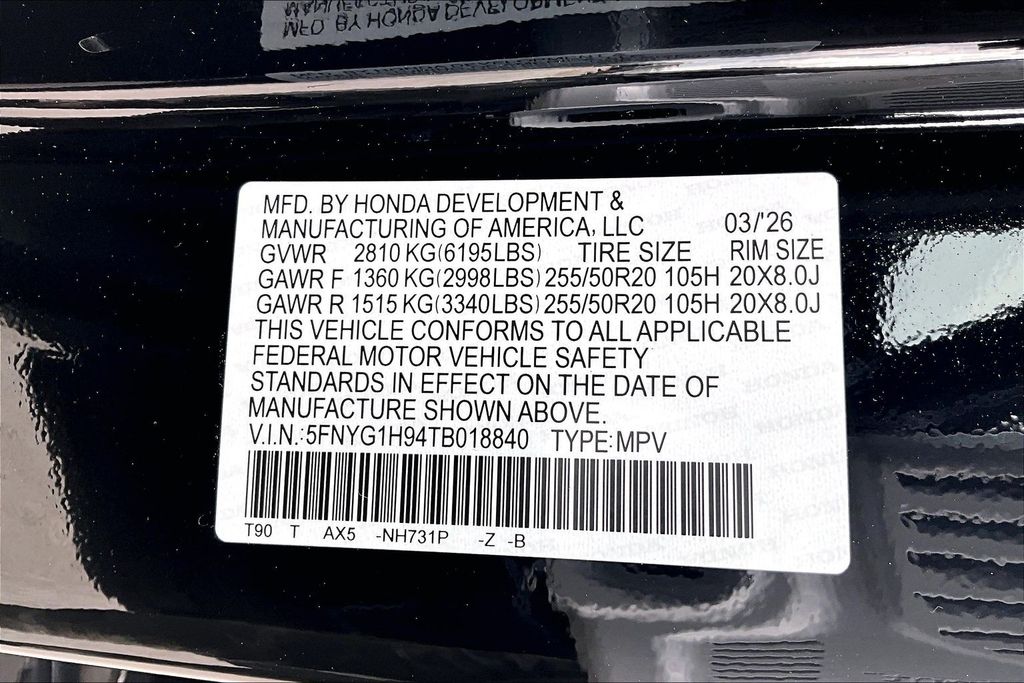 MFD. BY HONDA DEVELOPMENT &
MANUFACTURING OF AMERICA, LLC 03/'26
GVWR 2810 KG(6195LBS) TIRE SIZE RIM SIZE
GAWR F 1360 KG(2998LBS) 255/50R20 105H 20X8.0J
GAWR R 1515 KG(3340LBS) 255/50R20 105H 20X8.0J
THIS VEHICLE CONFORMS TO ALL APPLICABLE
FEDERAL MOTOR VEHICLE SAFETY
STANDARDS IN EFFECT ON THE DATE OF
MANUFACTURE SHOWN ABOVE.
V.I.N.:5FNYG1H94TB018840 TYPE:MPV
T90 T AX5 -NH731P -Z -B